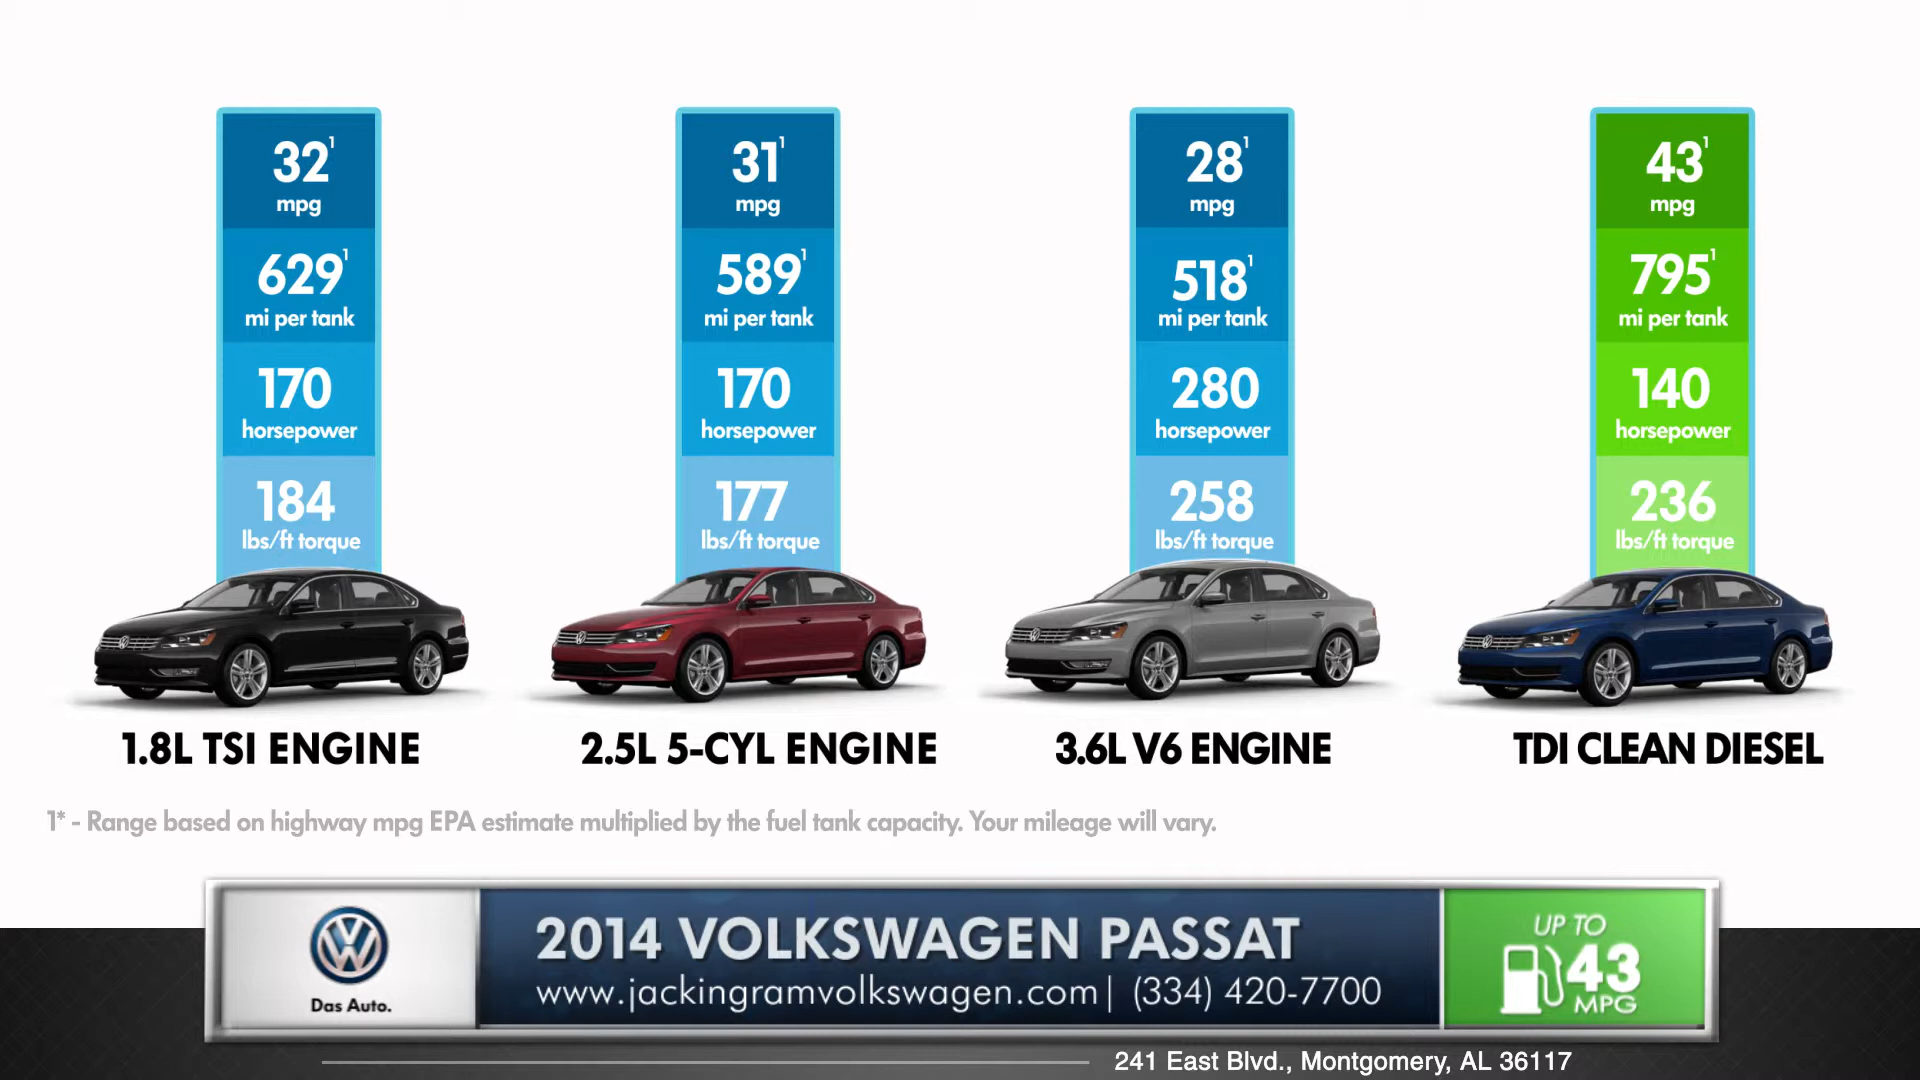 32¹
mpg
629¹
mi per tank
170
horsepower
184
lbs/ft torque
1.8L TSI ENGINE
31¹
mpg
589¹
mi per tank
170
horsepower
177
lbs/ft torque
2.5L 5-CYL ENGINE
28¹
mpg
518¹
mi per tank
280
horsepower
258
lbs/ft torque
3.6L V6 ENGINE
43¹
mpg
795¹
mi per tank
140
horsepower
236
lbs/ft torque
TDI CLEAN DIESEL
1* - Range based on highway mpg EPA estimate multiplied by the fuel tank capacity. Your mileage will vary.
Das Auto.
2014 VOLKSWAGEN PASSAT
www.jackingramvolkswagen.com| (334) 420-7700
UP TO
43
MPG
241 East Blvd., Montgomery, AL 36117